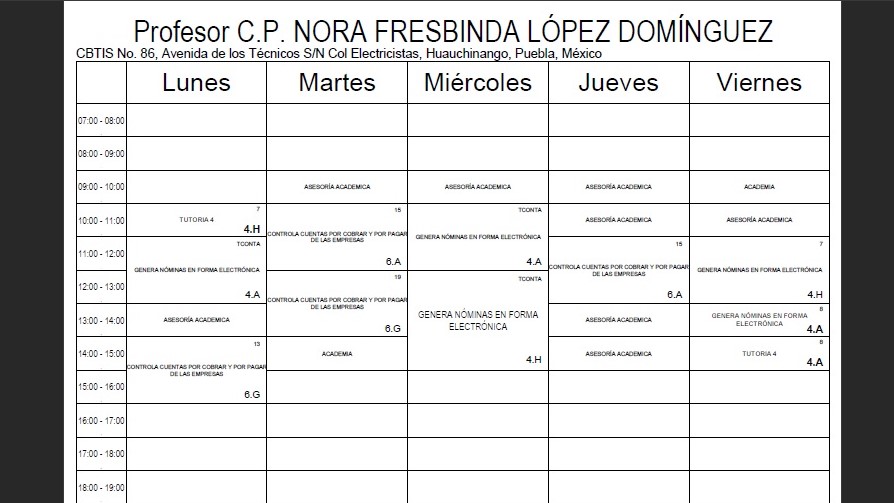 Profesor C.P. NORA FRESBINDA LÓPEZ DOMÍNGUEZ
CBTIS No. 86, Avenida de los Técnicos S/N Col Electricistas, Huauchinango, Puebla, México
Lunes Martes Miércoles Jueves Viernes
07:00 - 08:00
08:00 - 09:00
09:00 - 10:00 ASESORÍA ACADEMICA ASESORÍA ACADEMICA ASESORÍA ACADEMICA ACADEMIA
10:00 - 11:00
7
TUTORIA 4
4.H
15
CONTROLA CUENTAS POR COBRAR Y POR PAGAR
DE LAS EMPRESAS
6.A
TCONTA
GENERA NÓMINAS EN FORMA ELECTRÓNICA
4.A
ASESORÍA ACADEMICA
ASESORÍA ACADEMICA
11:00 - 12:00
TCONTA
GENERA NÓMINAS EN FORMA ELECTRÓNICA
4.A
15
CONTROLA CUENTAS POR COBRAR Y POR PAGAR
DE LAS EMPRESAS
6.A
7
GENERA NÓMINAS EN FORMA ELECTRÓNICA
4.H
12:00 - 13:00
19
CONTROLA CUENTAS POR COBRAR Y POR PAGAR
DE LAS EMPRESAS
6.G
TCONTA
GENERA NÓMINAS EN FORMA
ELECTRÓNICA
4.H
13:00 - 14:00
ASESORÍA ACADEMICA
ASESORÍA ACADEMICA
8
GENERA NÓMINAS EN FORMA
ELECTRÓNICA
4.A
14:00 - 15:00
13
CONTROLA CUENTAS POR COBRAR Y POR PAGAR
DE LAS EMPRESAS
6.G
ACADEMIA
ASESORÍA ACADEMICA
8
TUTORIA 4
4.A
15:00 - 16:00
16:00 - 17:00
17:00 - 18:00
18:00 - 19:00